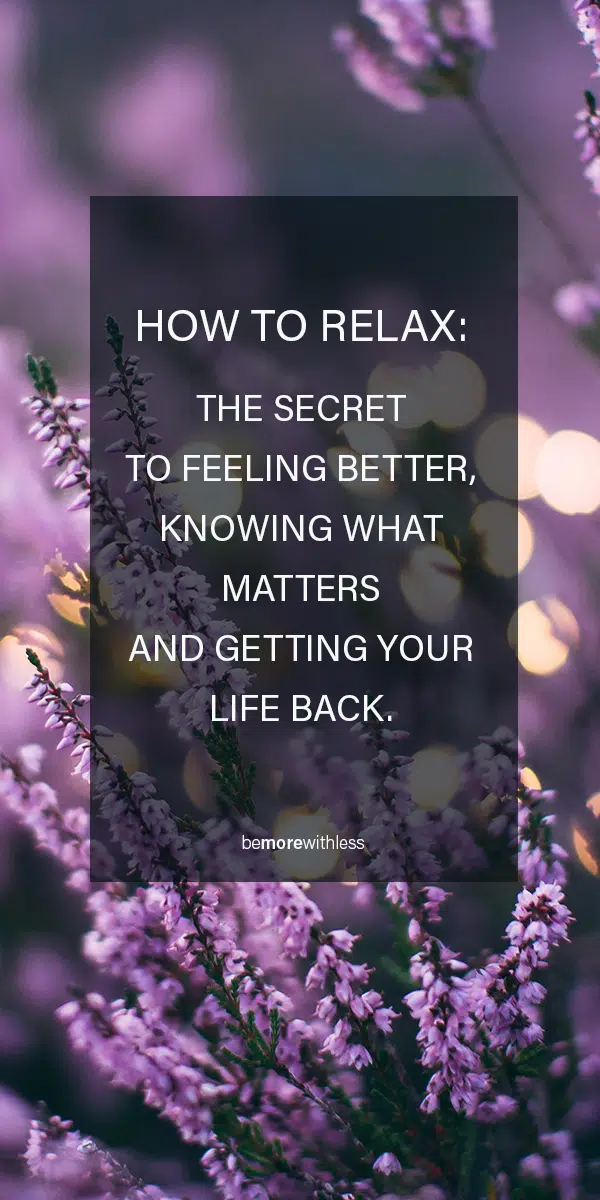 HOW TO RELAX:
THE SECRET
TO FEELING BETTER,
KNOWING WHAT
MATTERS
AND GETTING YOUR
LIFE BACK.
bemorewithless